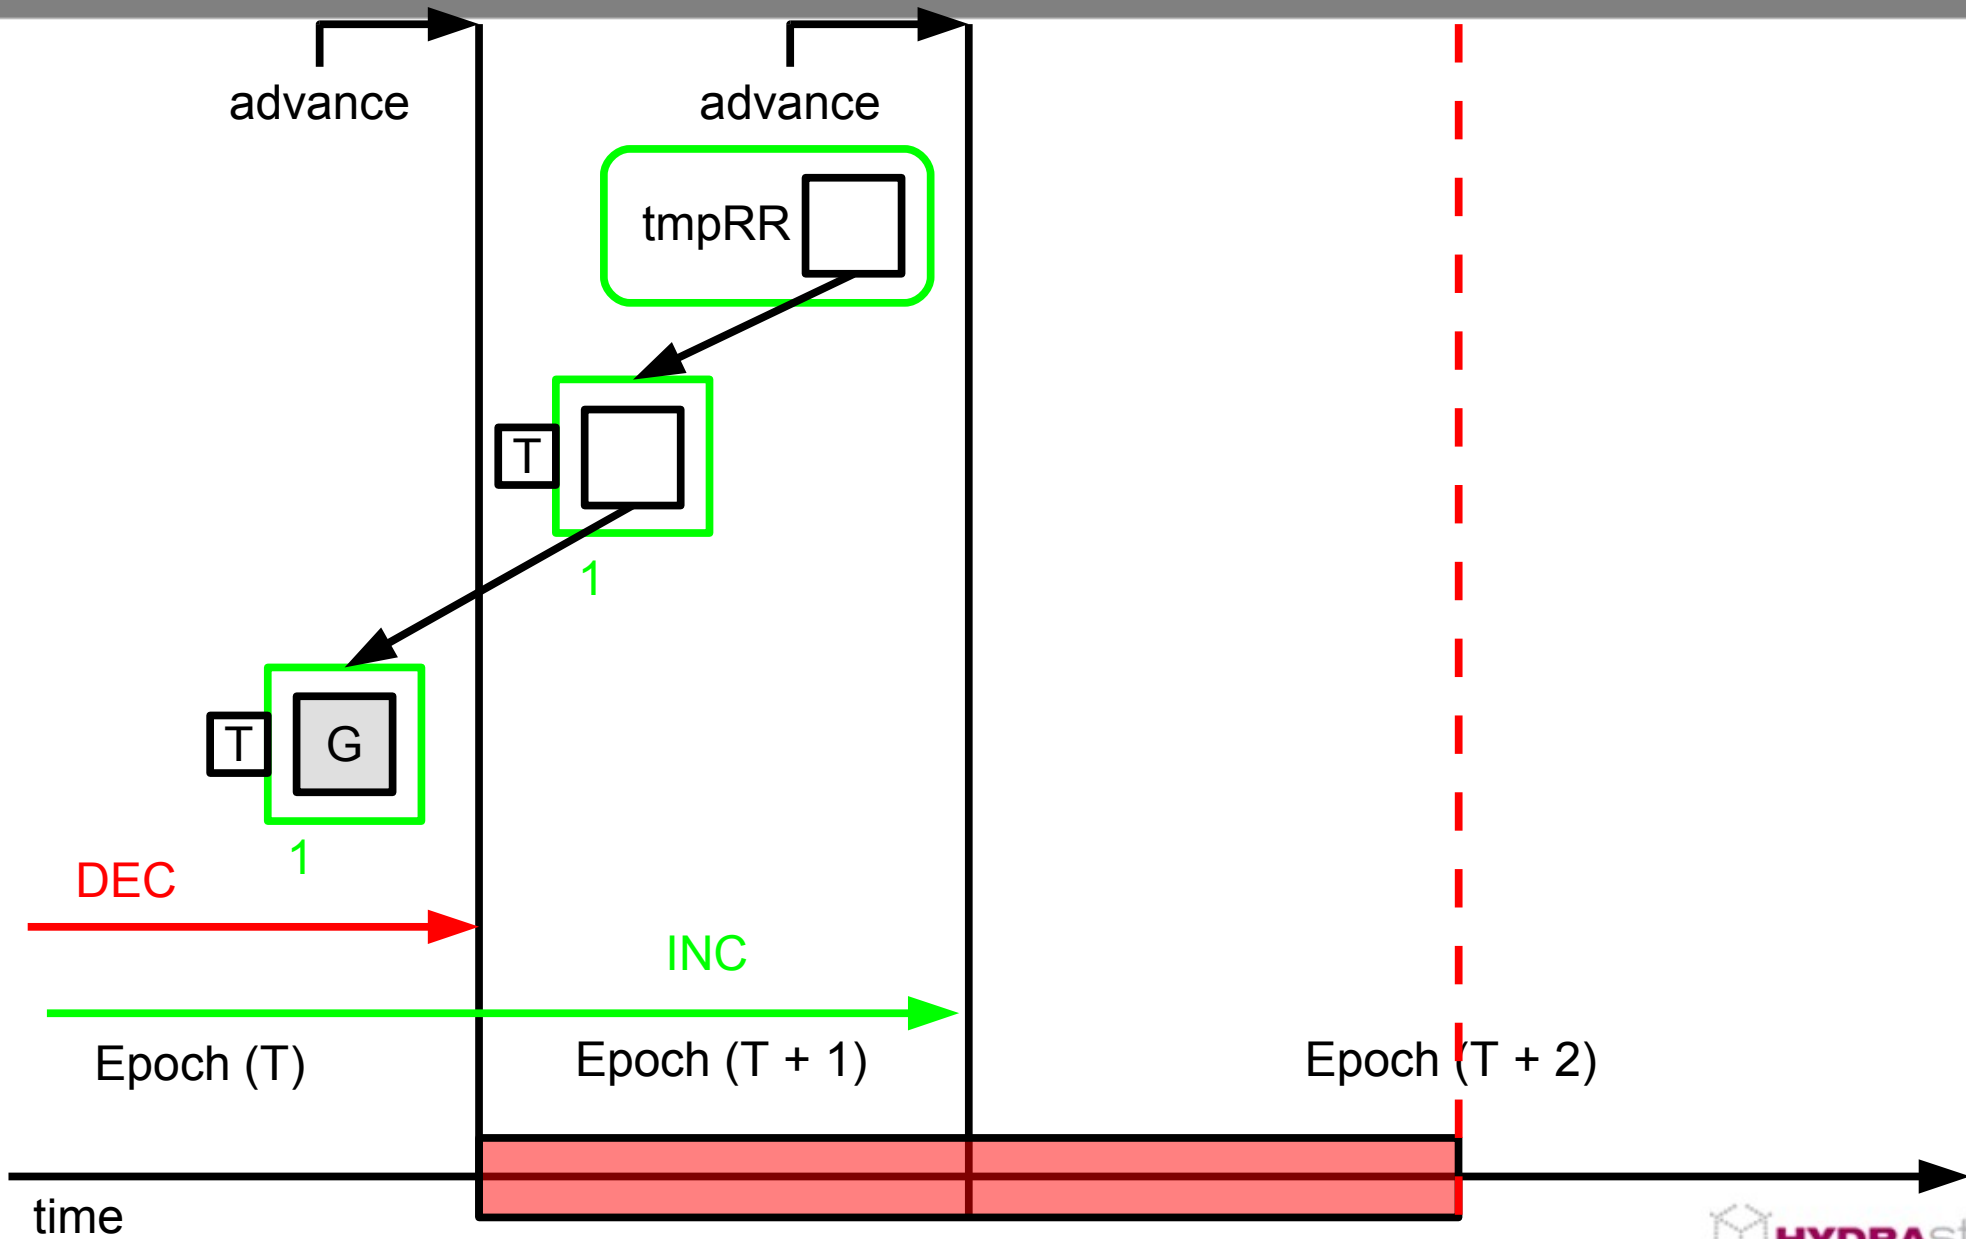 advance
advance
tmpRR
T
1
T
G
1
DEC
INC
Epoch (T)
Epoch (T + 1)
Epoch (T + 2)
time